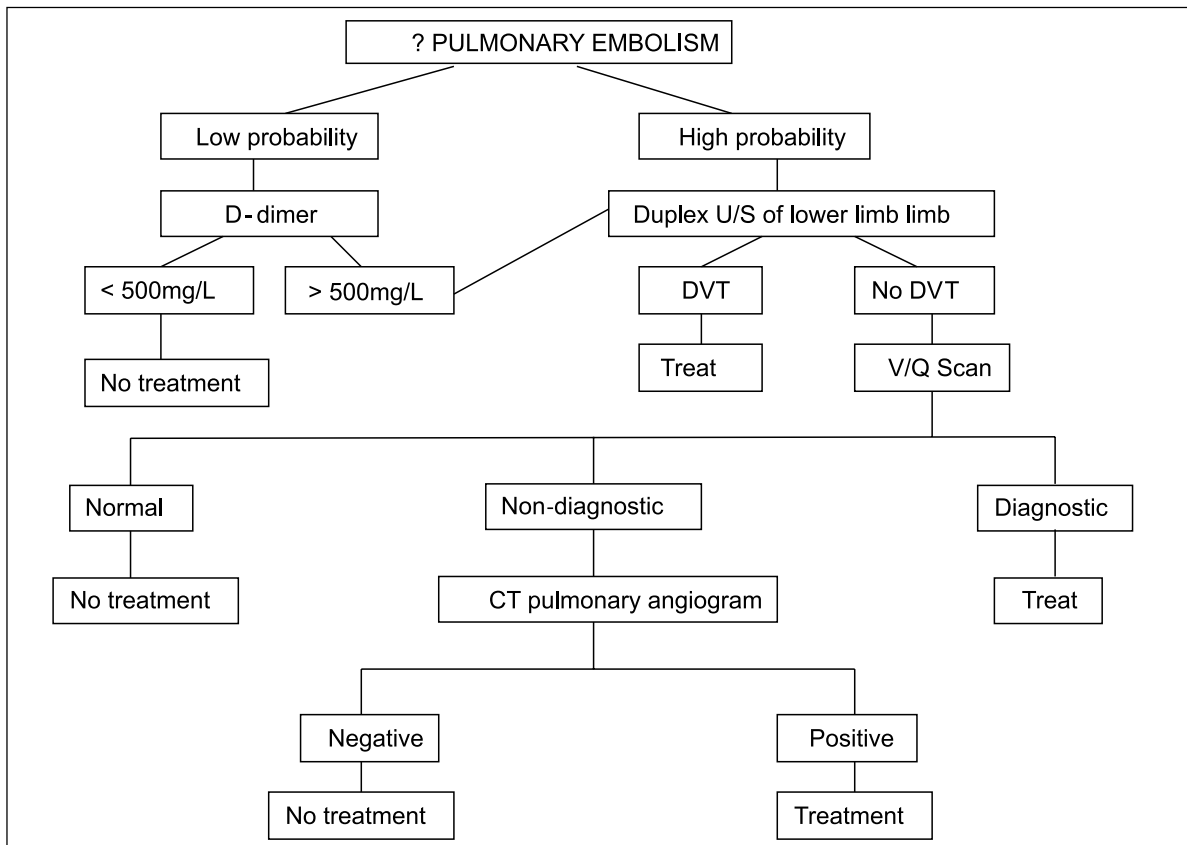 ? PULMONARY EMBOLISM
Low probability
High probability
D-dimer
Duplex U/S of lower limb limb
< 500mg/L
> 500mg/L
DVT
No DVT
No treatment
Treat
V/Q Scan
Normal
Non-diagnostic
Diagnostic
No treatment
CT pulmonary angiogram
Treat
Negative
Positive
No treatment
Treatment